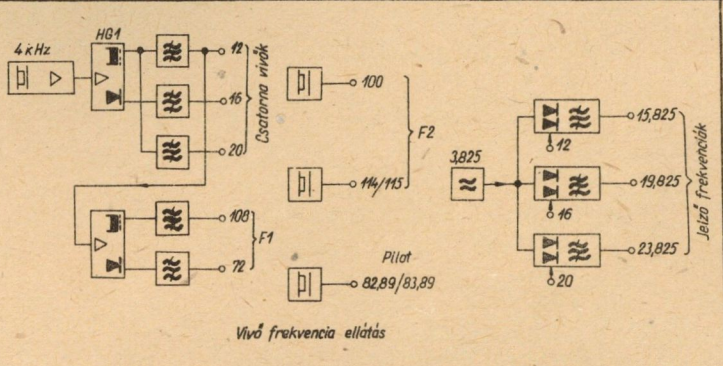 4 kHz
HG1
12
16
20
Csatorna vivők
108
72
F1
100
114/115
F2
Pilot
82,89/83,89
3,825
15,825
12
19,825
16
23,825
20
Jelző frekvenciák
Vivő frekvencia ellátás